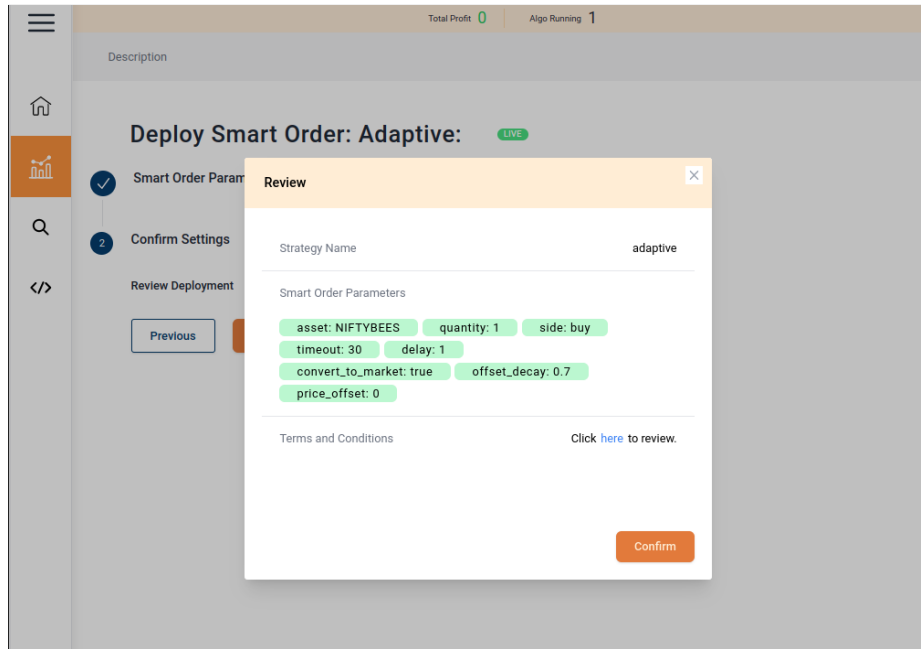 Total Profit 0 Algo Running 1
Description
Deploy Smart Order: Adaptive: LIVE
Smart Order Param
2 Confirm Settings
Review Deployment
Previous
Review
Strategy Name adaptive
Smart Order Parameters
asset: NIFTYBEES quantity: 1 side: buy
timeout: 30 delay: 1
convert_to_market: true offset_decay: 0.7
price_offset: 0
Terms and Conditions Click here to review.
Confirm